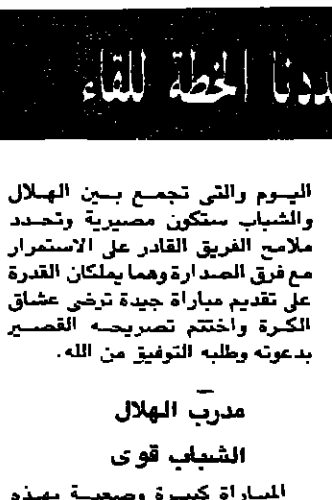 ددنا الخطة للقاء
اليوم والتى تجمع بين الهلال
والشباب ستكون مصيرية وتحدد
ملامح الفريق القادر على الاستمرار
مع فرق الصدارة وهما يملكان القدرة
على تقديم مباراة جيدة ترضى عشاق
الكرة واختتم تصريحه القصير
بدعوته وطلبه التوفيق من الله.
مدرب الهلال
الشباب قوى
المباراة كبيرة وصعبة بهذه